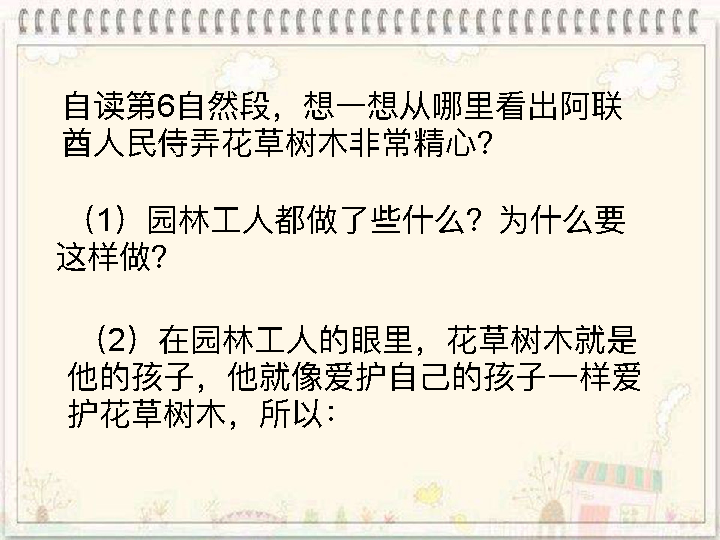 自读第6自然段，想一想从哪里看出阿联
酋人民侍弄花草树木非常精心？
（1）园林工人都做了些什么？为什么要
这样做？
（2）在园林工人的眼里，花草树木就是
他的孩子，他就像爱护自己的孩子一样爱
护花草树木，所以：